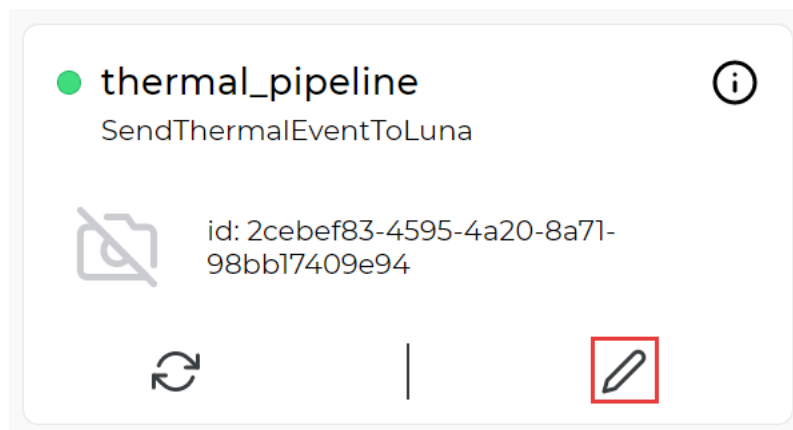 thermal_pipeline
SendThermalEventToLuna
id: 2cebef83-4595-4a20-8a71-
98bb17409e94